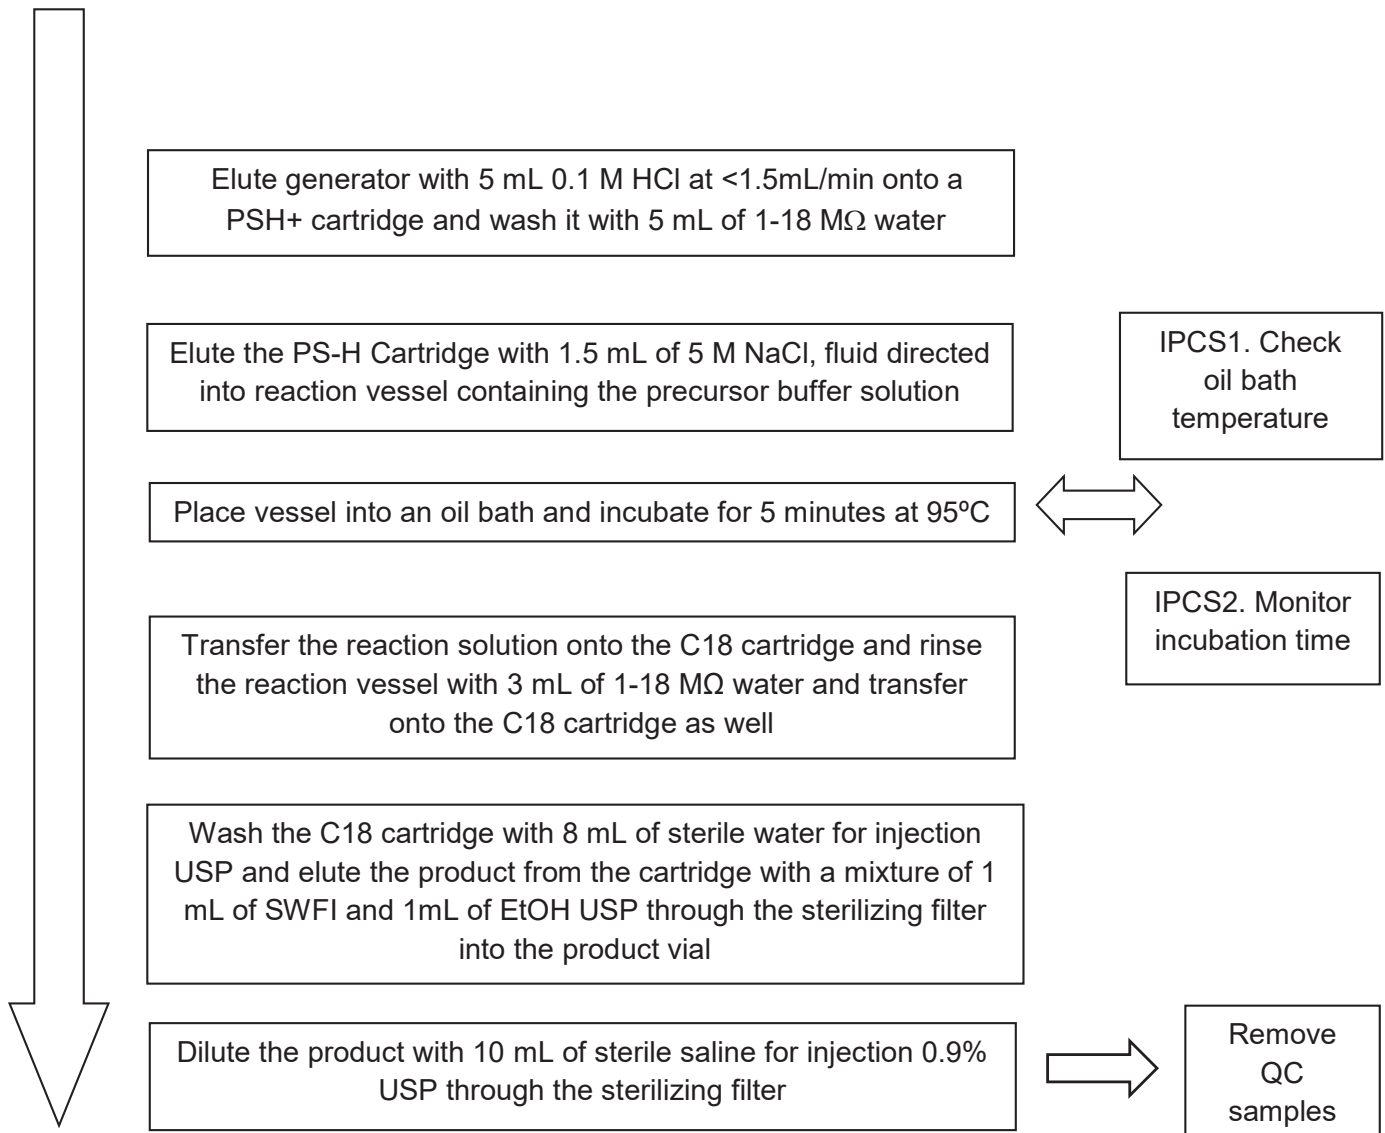 Elute generator with 5 mL 0.1 M HCl at <1.5mL/min onto a
PSH+ cartridge and wash it with 5 mL of 1-18 MΩ water
Elute the PS-H Cartridge with 1.5 mL of 5 M NaCl, fluid directed
into reaction vessel containing the precursor buffer solution
IPCS1. Check
oil bath
temperature
Place vessel into an oil bath and incubate for 5 minutes at 95ºC
IPCS2. Monitor
incubation time
Transfer the reaction solution onto the C18 cartridge and rinse
the reaction vessel with 3 mL of 1-18 MΩ water and transfer
onto the C18 cartridge as well
Wash the C18 cartridge with 8 mL of sterile water for injection
USP and elute the product from the cartridge with a mixture of 1
mL of SWFI and 1mL of EtOH USP through the sterilizing filter
into the product vial
Dilute the product with 10 mL of sterile saline for injection 0.9%
USP through the sterilizing filter
Remove
QC
samples